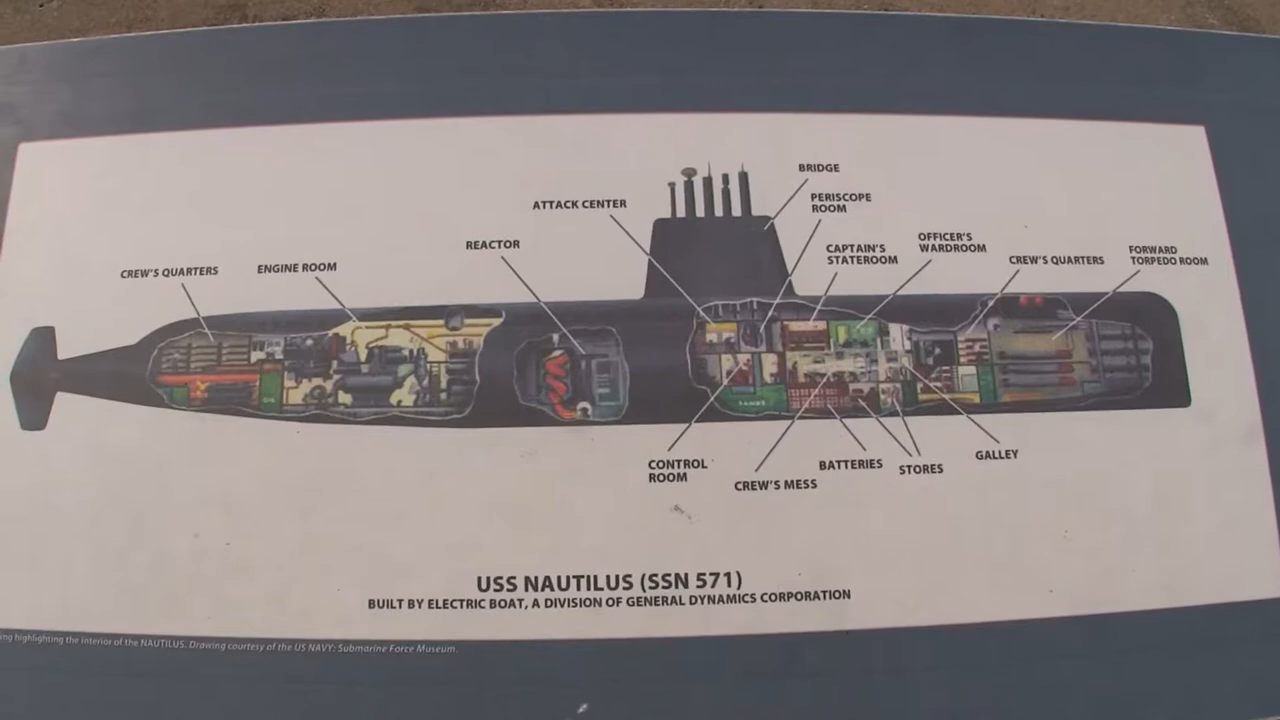 BRIDGE
ATTACK CENTER
PERISCOPE
ROOM
REACTOR
CAPTAIN'S
STATEROOM
OFFICER'S
WARDROOM
CREW'S QUARTERS
FORWARD
TORPEDO ROOM
CREW'S QUARTERS
ENGINE ROOM
TANKS
CONTROL
ROOM
CREW'S MESS
BATTERIES
STORES
GALLEY
USS NAUTILUS (SSN 571)
BUILT BY ELECTRIC BOAT, A DIVISION OF GENERAL DYNAMICS CORPORATION
highlighting the interior of the NAUTILUS. Drawing courtesy of the US NAVY: Submarine Force Museum.